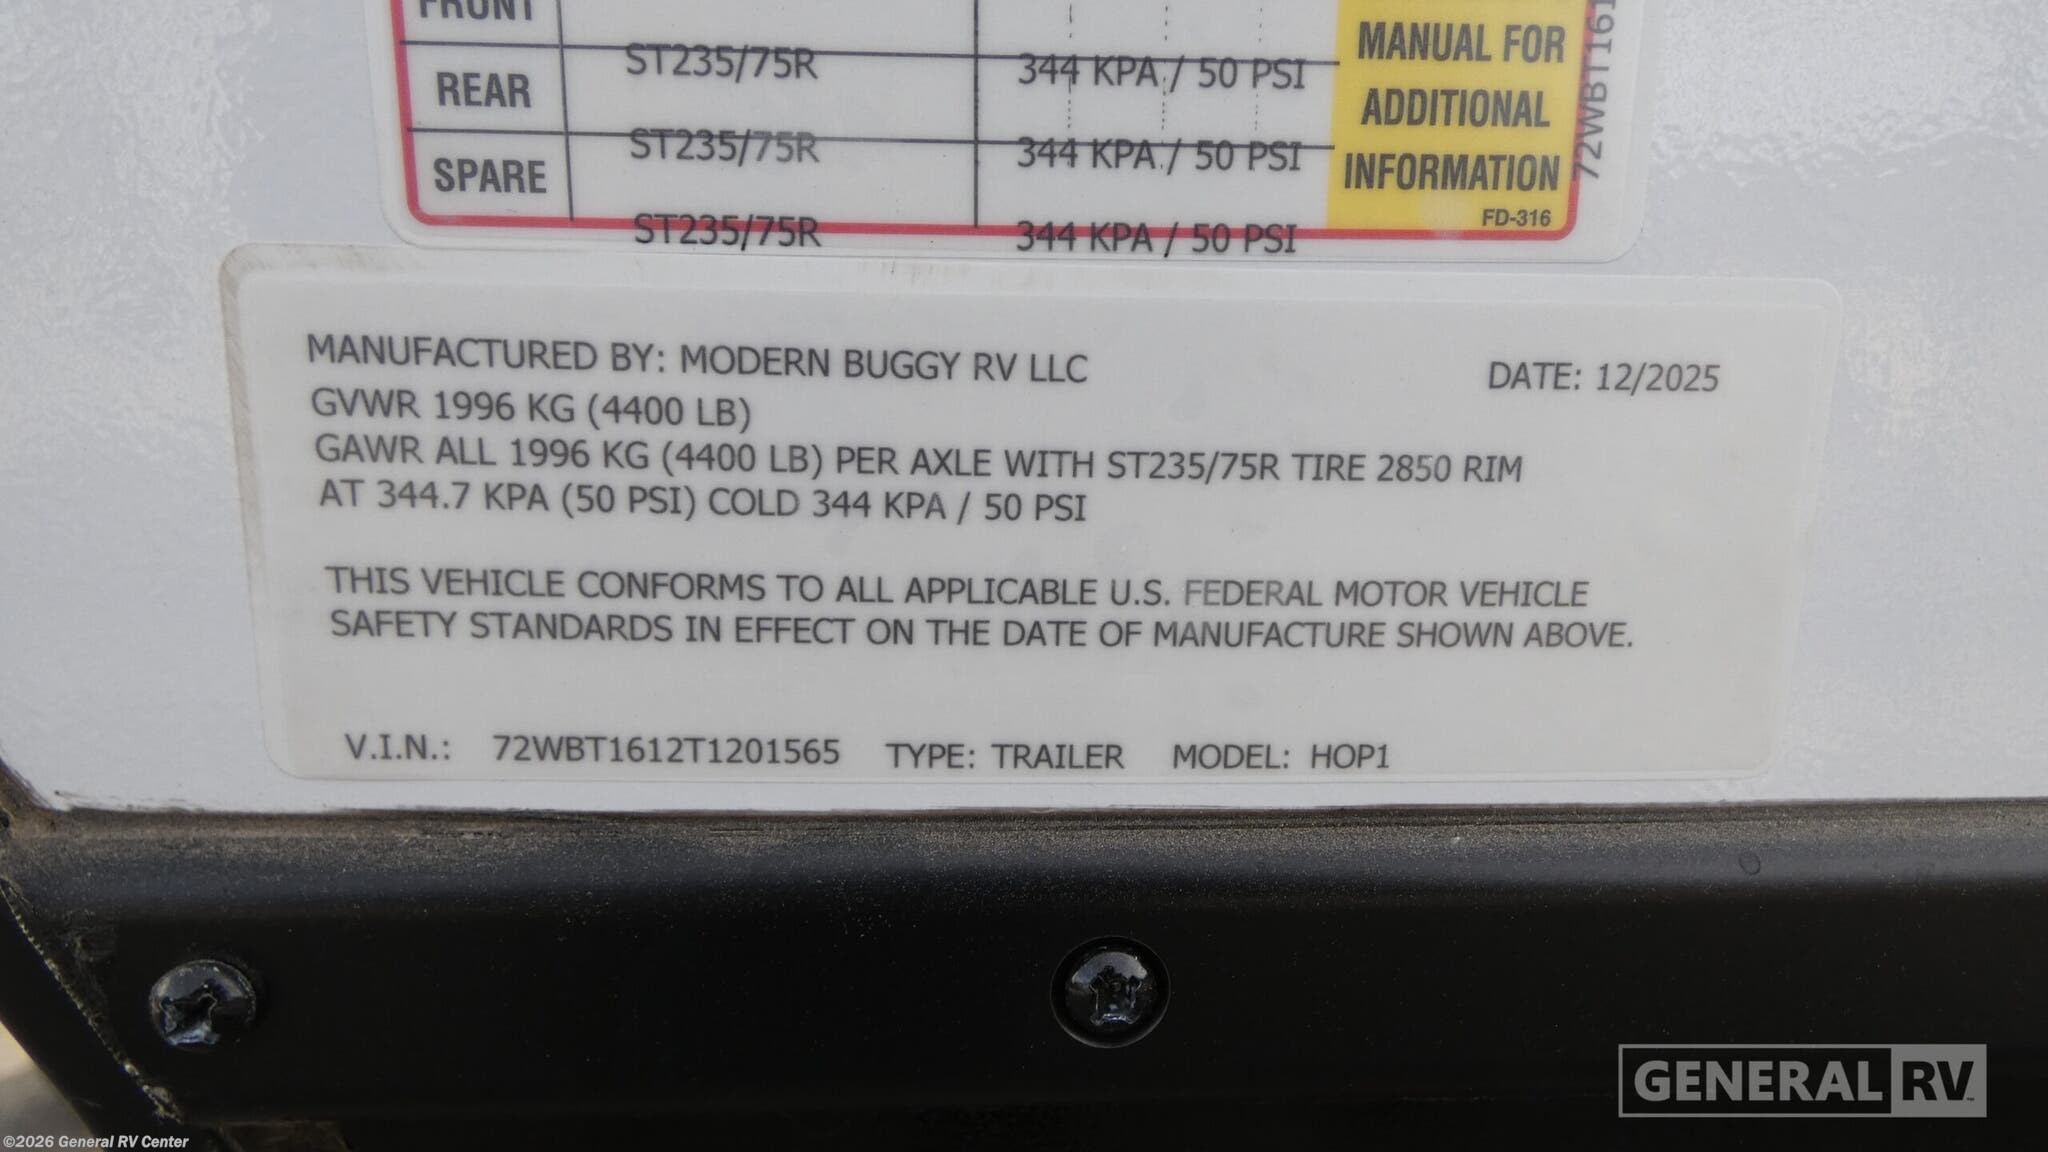 FRONT
ST235/75R 344 KPA / 50 PSI
REAR
ST235/75R 344 KPA / 50 PSI
SPARE
ST235/75R 344 KPA / 50 PSI
MANUAL FOR
ADDITIONAL
INFORMATION
FD-316
72WBT161
MANUFACTURED BY: MODERN BUGGY RV LLC DATE: 12/2025
GVWR 1996 KG (4400 LB)
GAWR ALL 1996 KG (4400 LB) PER AXLE WITH ST235/75R TIRE 2850 RIM
AT 344.7 KPA (50 PSI) COLD 344 KPA / 50 PSI
THIS VEHICLE CONFORMS TO ALL APPLICABLE U.S. FEDERAL MOTOR VEHICLE
SAFETY STANDARDS IN EFFECT ON THE DATE OF MANUFACTURE SHOWN ABOVE.
V.I.N.: 72WBT1612T1201565 TYPE: TRAILER MODEL: HOP1
GENERAL RV
©2026 General RV Center